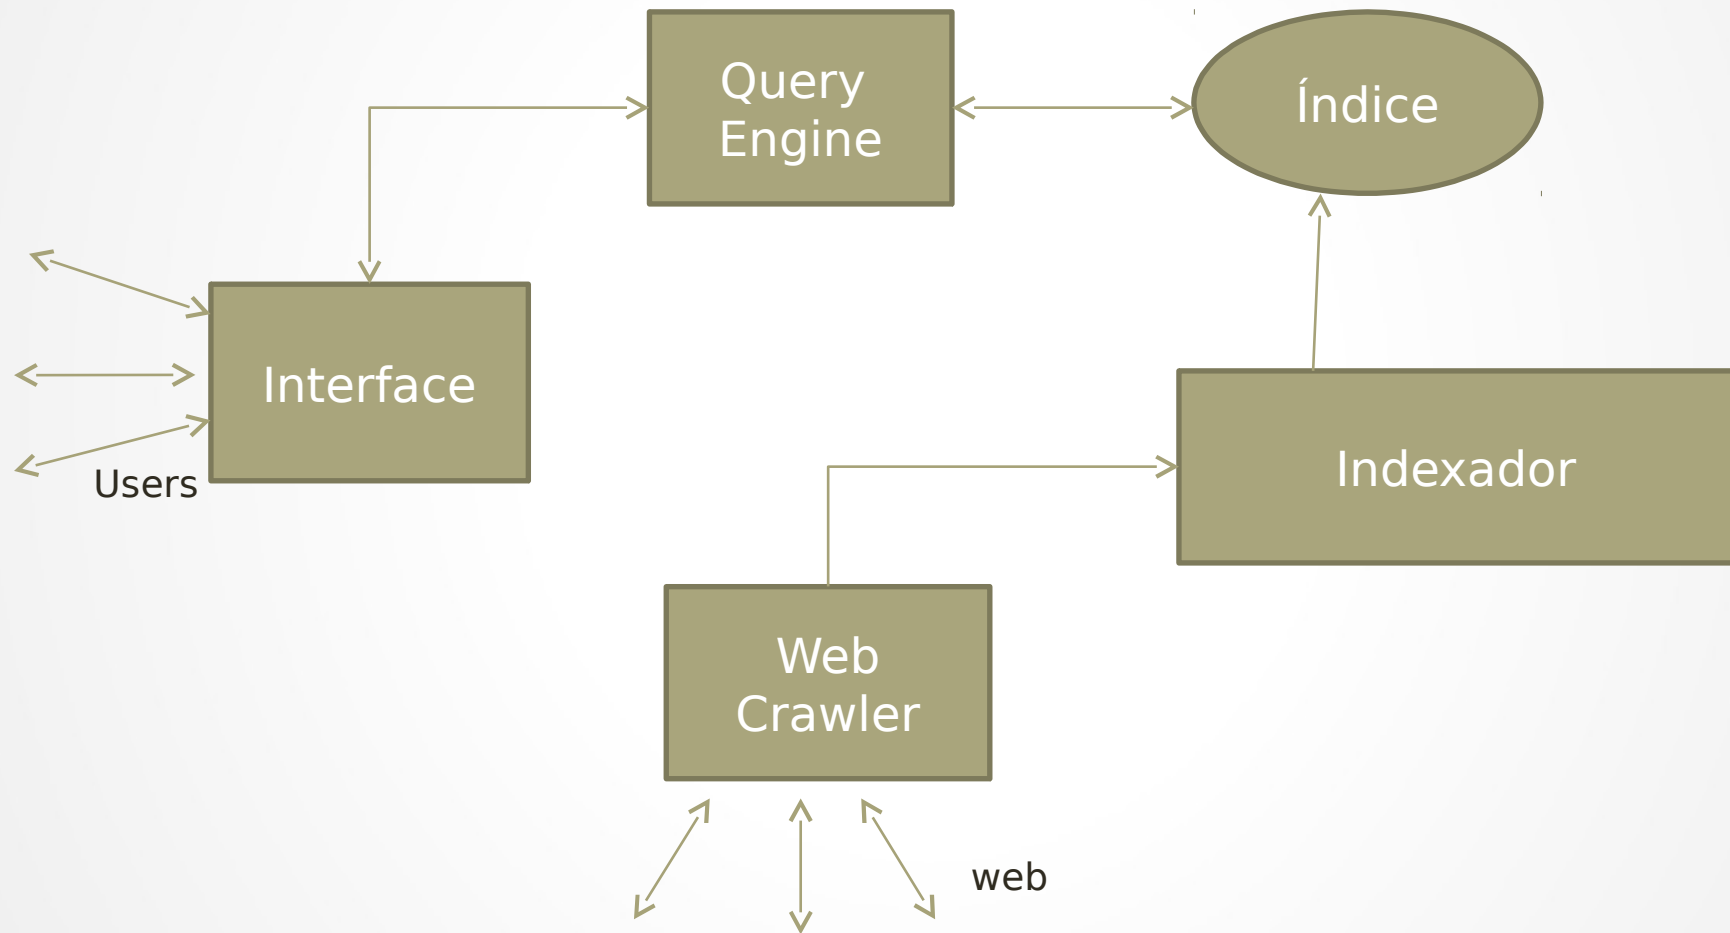 Query
Engine
Índice
Interface
Users
Indexador
Web
Crawler
web